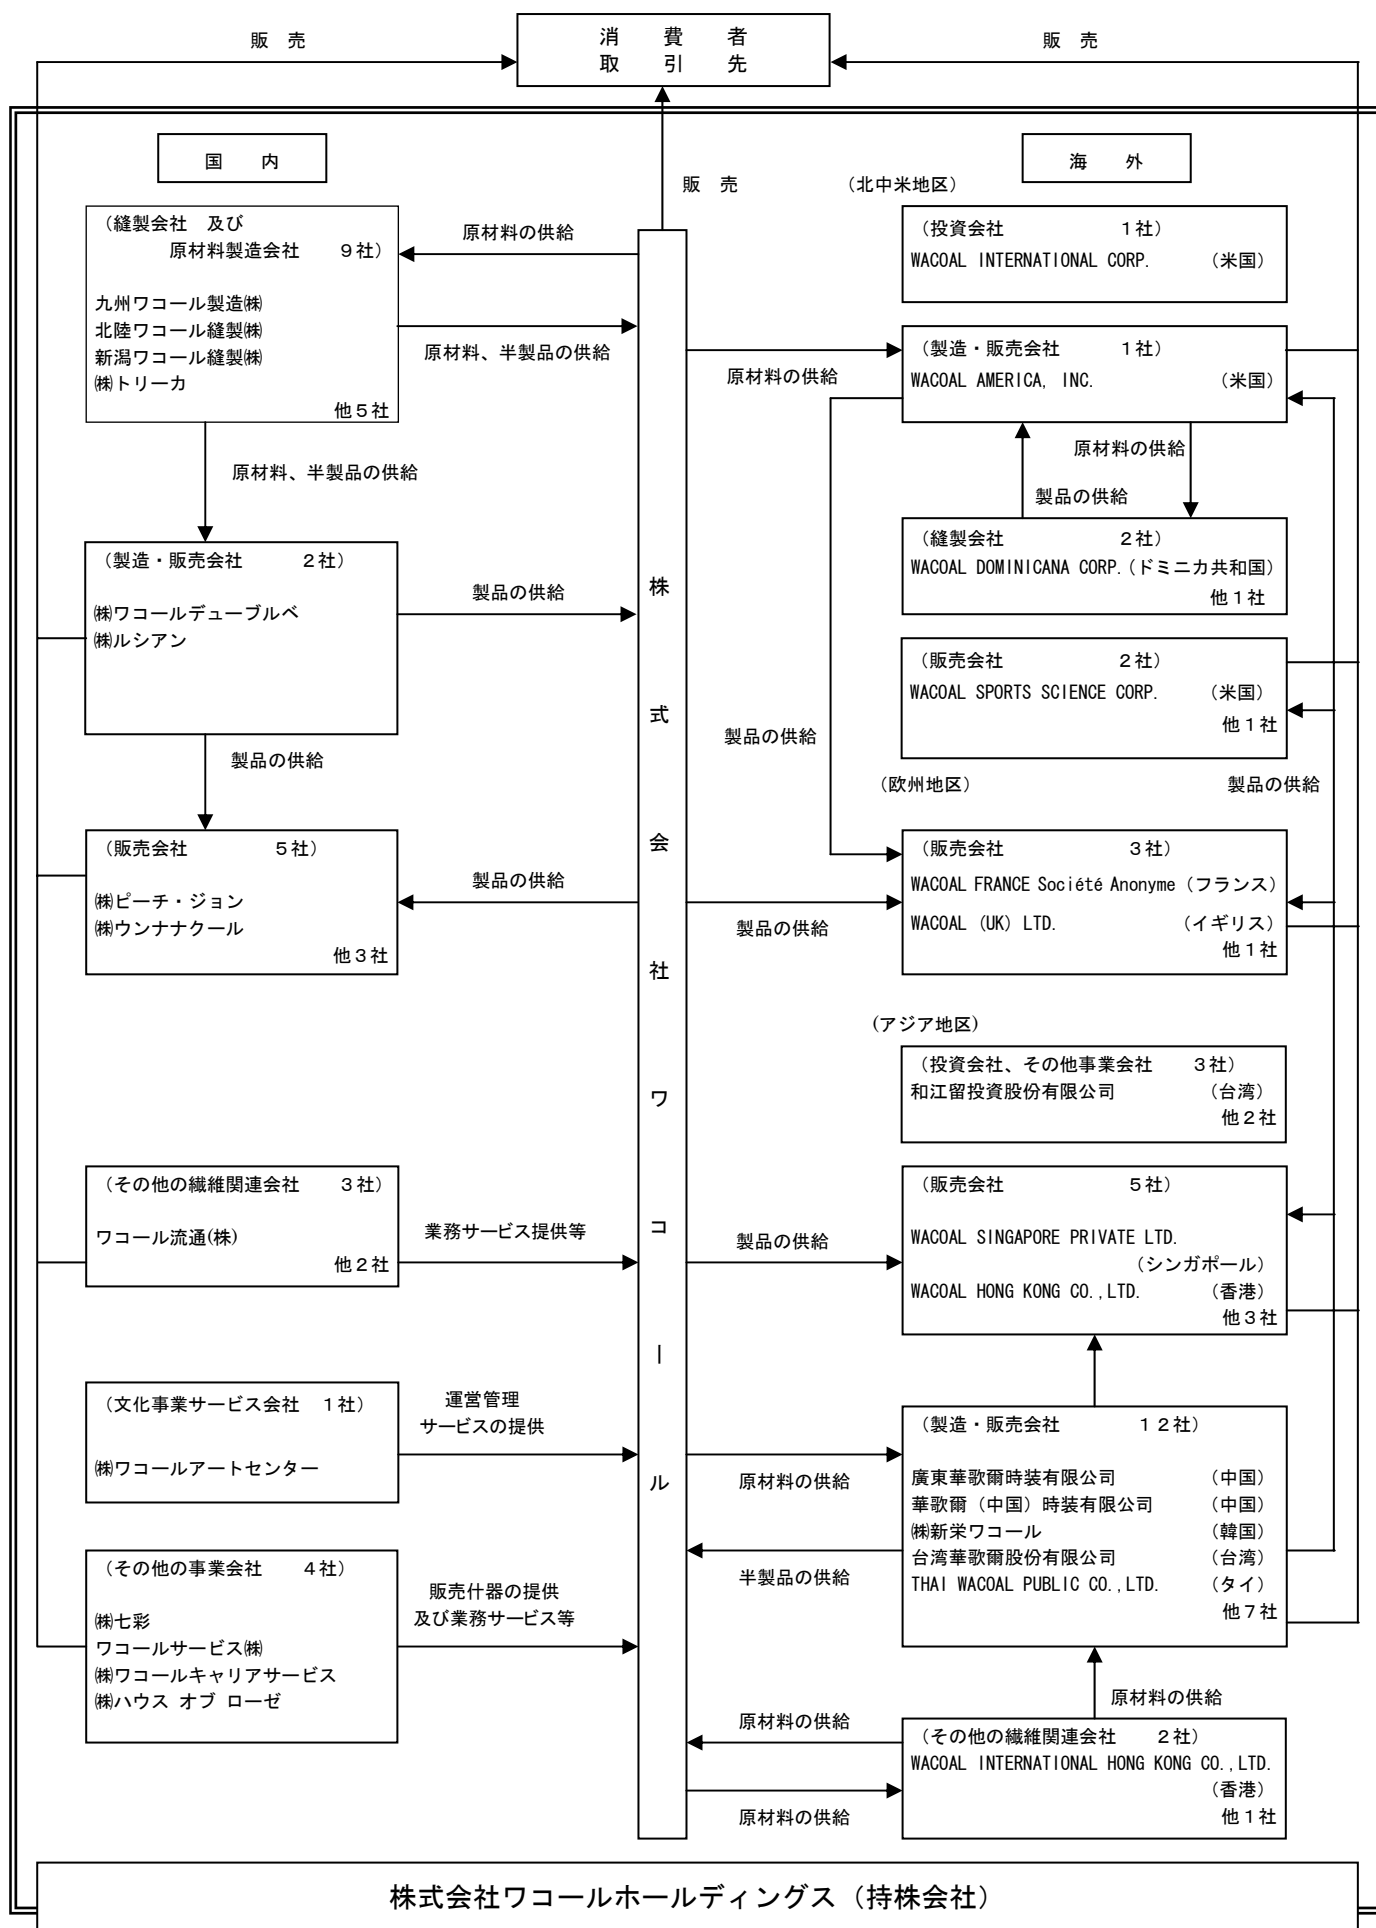 販 売
消 費 者
取 引 先
販 売
国 内
海 外
販 売
(縫製会社 及び
原材料製造会社 9社)
九州ワコール製造㈱
北陸ワコール縫製㈱
新潟ワコール縫製㈱
㈱トリーカ
他5社
原材料の供給
原材料、半製品の供給
原材料、半製品の供給
(製造・販売会社 2社)
㈱ワコールデューブルベ
㈱ルシアン
製品の供給
製品の供給
(販売会社 5社)
㈱ピーチ・ジョン
㈱ウンナナクール
他3社
製品の供給
(その他の繊維関連会社 3社)
ワコール流通(株)
他2社
業務サービス提供等
(文化事業サービス会社 1社)
㈱ワコールアートセンター
運営管理
サービスの提供
(その他の事業会社 4社)
㈱七彩
ワコールサービス㈱
㈱ワコールキャリアサービス
㈱ハウス オブ ローゼ
販売什器の提供
及び業務サービス等
株式会社ワコール
(北中米地区)
(投資会社 1社)
WACOAL INTERNATIONAL CORP. (米国)
原材料の供給
(製造・販売会社 1社)
WACOAL AMERICA, INC. (米国)
原材料の供給
製品の供給
(縫製会社 2社)
WACOAL DOMINICANA CORP.(ドミニカ共和国)
他1社
(販売会社 2社)
WACOAL SPORTS SCIENCE CORP. (米国)
他1社
製品の供給
製品の供給
(欧州地区)
(販売会社 3社)
WACOAL FRANCE Société Anonyme(フランス)
WACOAL (UK) LTD. (イギリス)
他1社
製品の供給
(アジア地区)
(投資会社、その他事業会社 3社)
和江留投資股份有限公司 (台湾)
他2社
(販売会社 5社)
WACOAL SINGAPORE PRIVATE LTD.
(シンガポール)
WACOAL HONG KONG CO.,LTD. (香港)
他3社
製品の供給
(製造・販売会社 12社)
廣東華歌爾時装有限公司 (中国)
華歌爾(中国)時装有限公司 (中国)
㈱新栄ワコール (韓国)
台湾華歌爾股份有限公司 (台湾)
THAI WACOAL PUBLIC CO.,LTD. (タイ)
他7社
原材料の供給
半製品の供給
原材料の供給
(その他の繊維関連会社 2社)
WACOAL INTERNATIONAL HONG KONG CO.,LTD.
(香港)
他1社
原材料の供給
原材料の供給
株式会社ワコールホールディングス(持株会社)